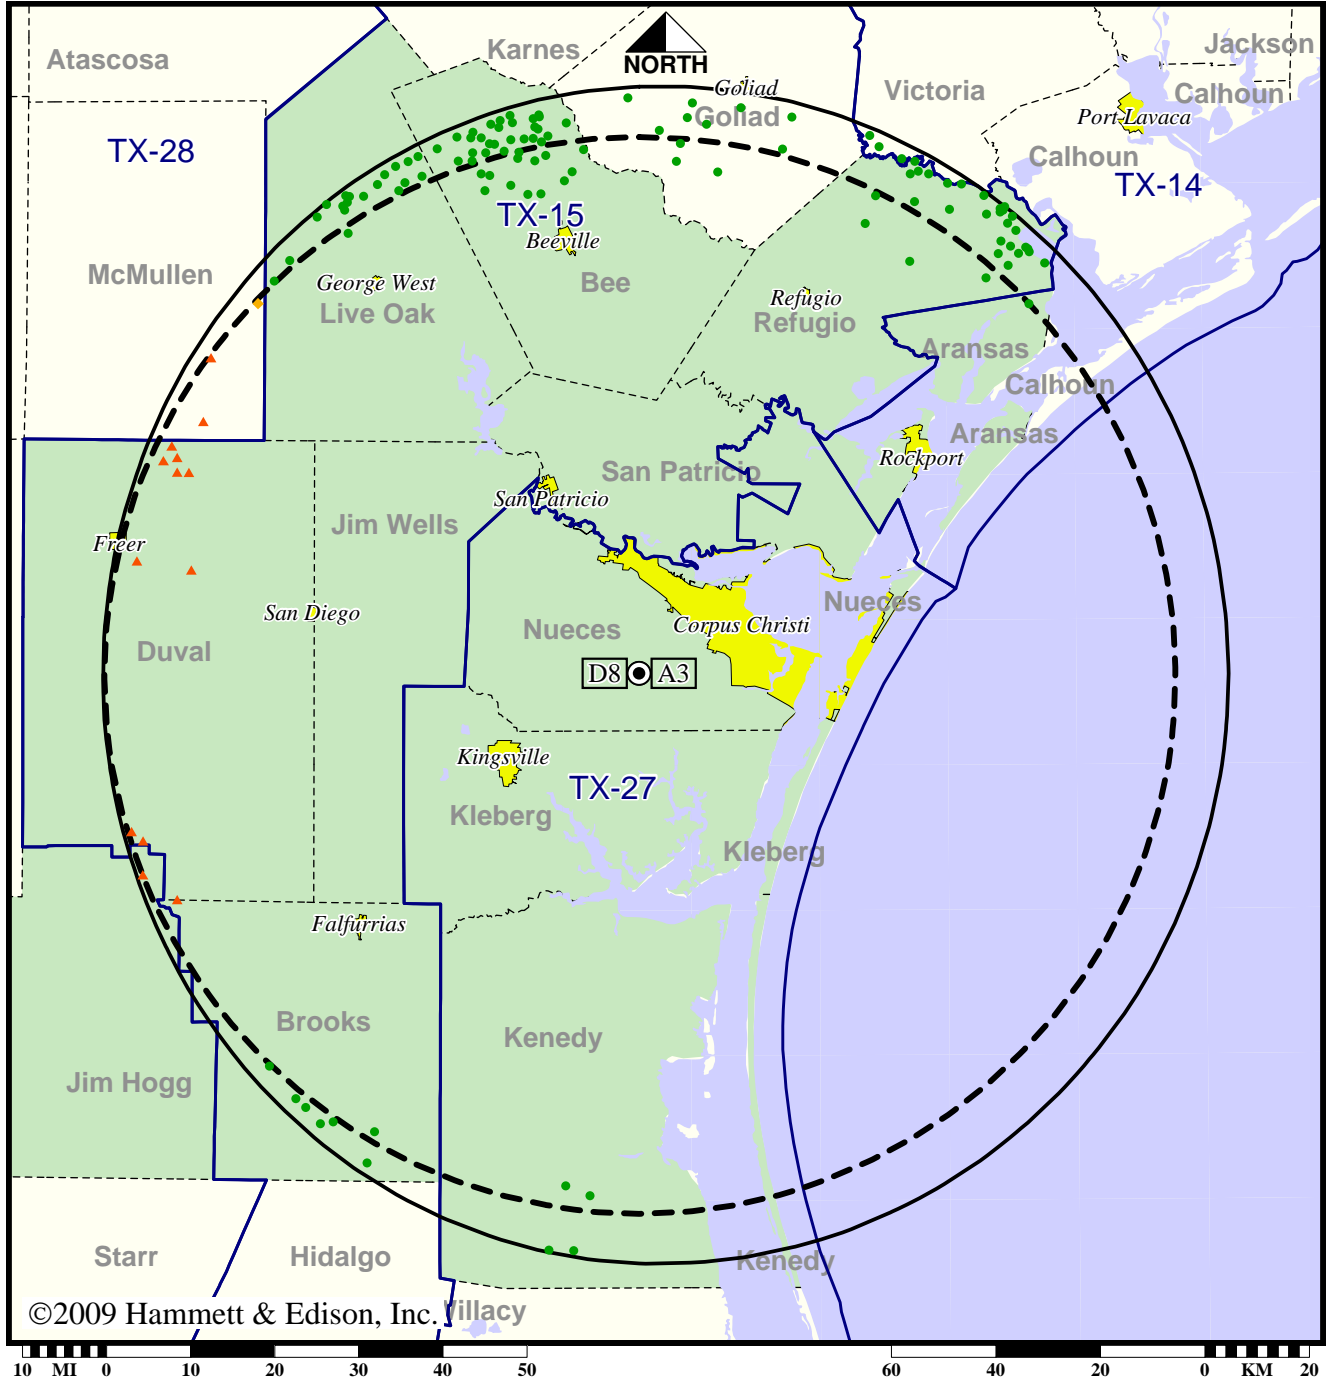 Atascosa
Karnes
NORTH
Goliad
Goliad
Victoria
Jackson
Calhoun
Port Lavaca
Calhoun
TX-28
TX-14
TX-15
Beeville
McMullen
George West
Live Oak
Bee
Refugio
Refugio
Aransas
Calhoun
Aransas
Rockport
San Patricio
San Patricio
Jim Wells
Freer
San Diego
Duval
Nueces
Corpus Christi
Nueces
D8 A3
Kingsville
TX-27
Kleberg
Kleberg
Falfurrias
Brooks
Kenedy
Jim Hogg
Starr
Hidalgo
Kenedy
©2009 Hammett & Edison, Inc.
Villacy
10 MI 0 10 20 30 40 50 60 40 20 0 KM 20